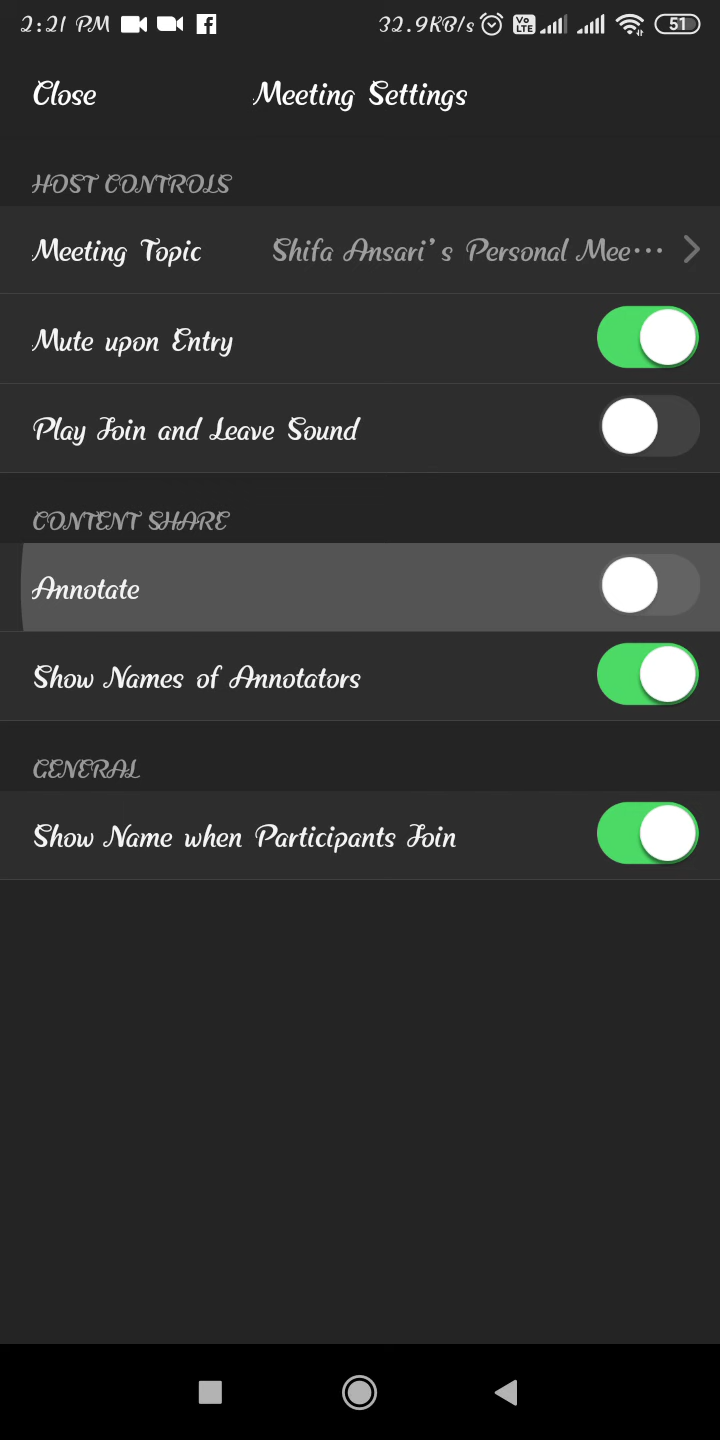 2:21 PM 32.9KB/s Vo LTE 51
Close Meeting Settings
HOST CONTROLS
Meeting Topic Shifa Ansari's Personal Mee...
Mute upon Entry
Play Join and Leave Sound
CONTENT SHARE
Annotate
Show Names of Annotators
GENERAL
Show Name when Participants Join